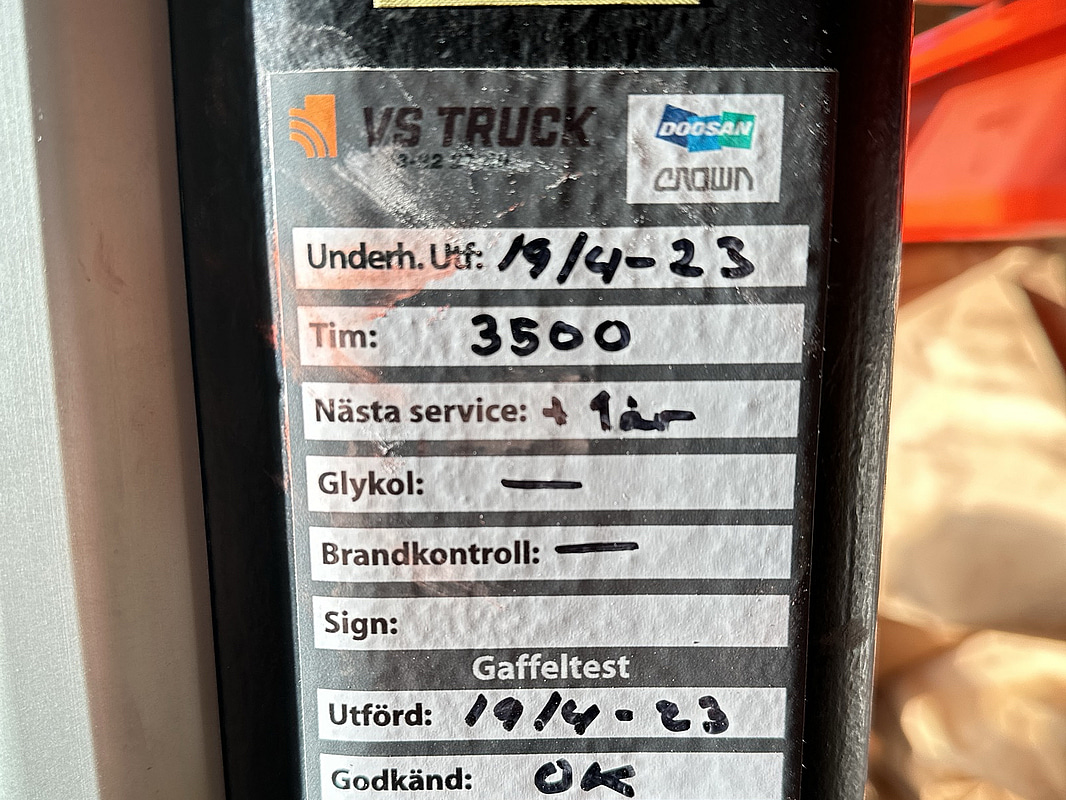 VS TRUCK
DOOSAN
CROWN
Underh. Utf: 19/4-23
Tim: 3500
Nästa service: + 1 år
Glykol: —
Brandkontroll: —
Sign:
Gaffeltest
Utförd: 19/4-23
Godkänd: OK